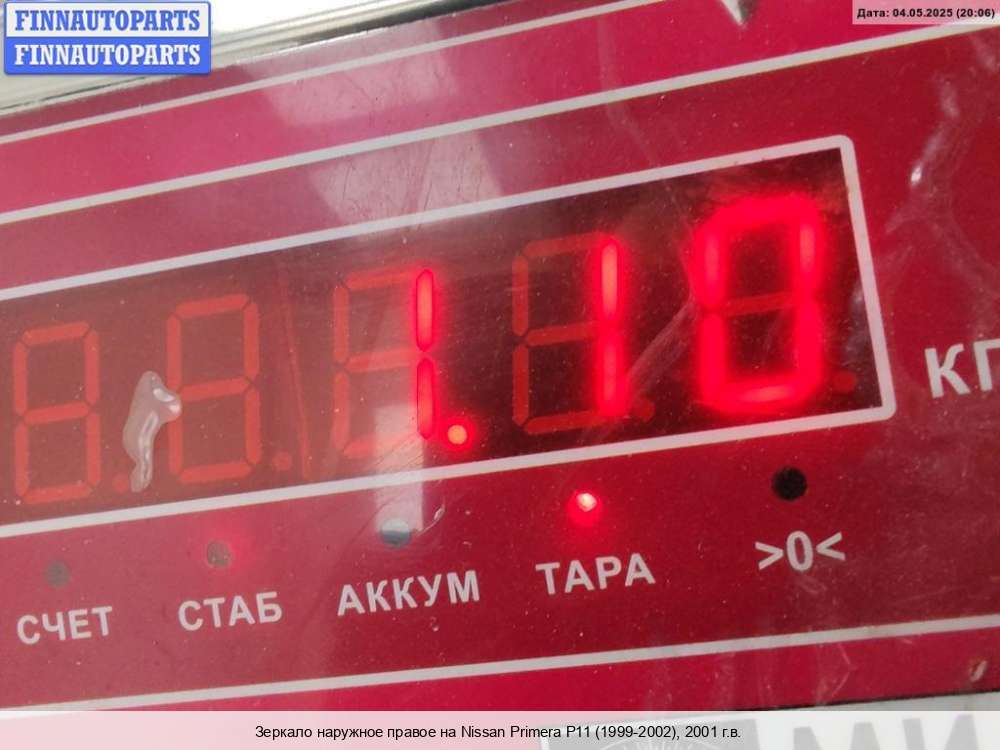 FINNAUTOPARTS
FINNAUTOPARTS
Дата: 04.05.2025 (20:06)
1.10
КГ
СЧЕТ
СТАБ
АККУМ
ТАРА
>0<
Зеркало наружное правое на Nissan Primera P11 (1999-2002), 2001 г.в.